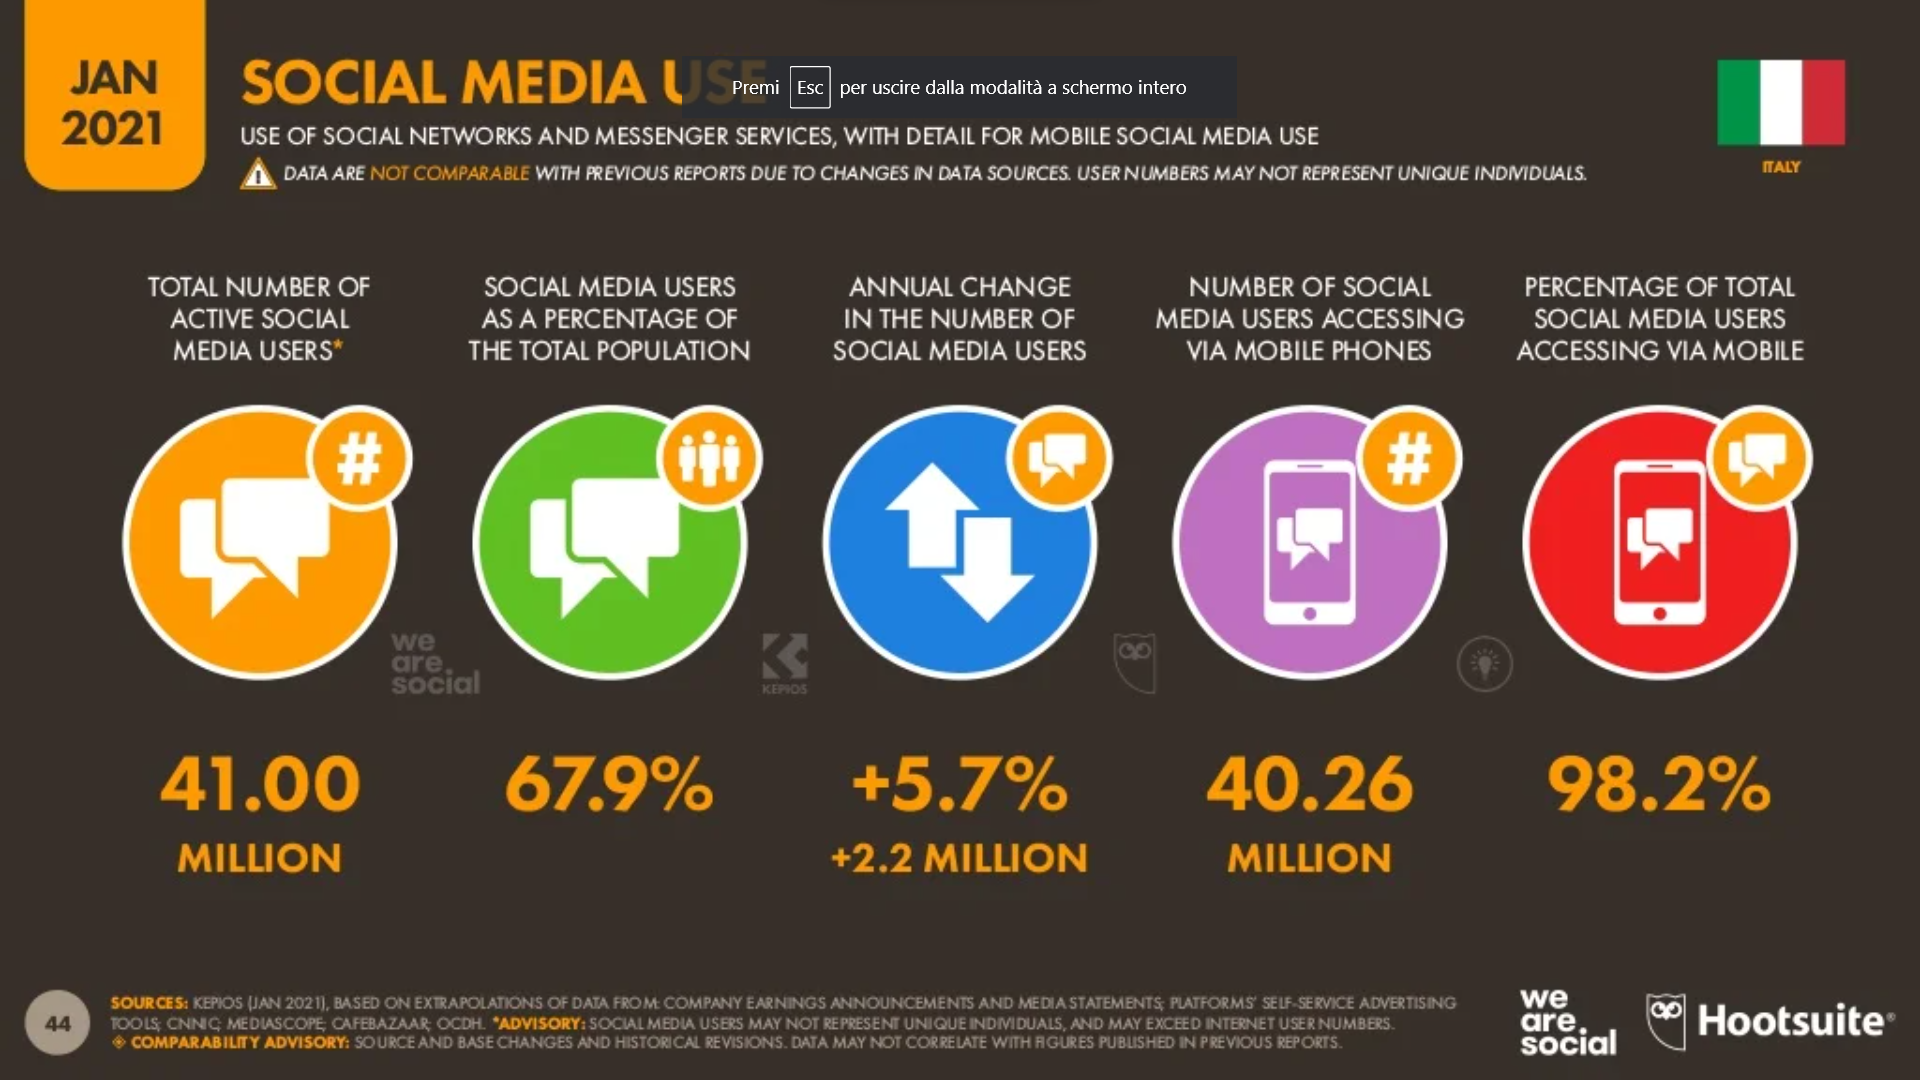 JAN
2021
SOCIAL MEDIA USE
Premi Esc per uscire dalla modalità a schermo intero
USE OF SOCIAL NETWORKS AND MESSENGER SERVICES, WITH DETAIL FOR MOBILE SOCIAL MEDIA USE
DATA ARE NOT COMPARABLE WITH PREVIOUS REPORTS DUE TO CHANGES IN DATA SOURCES. USER NUMBERS MAY NOT REPRESENT UNIQUE INDIVIDUALS.
ITALY
TOTAL NUMBER OF
ACTIVE SOCIAL
MEDIA USERS*
#
41.00
MILLION
SOCIAL MEDIA USERS
AS A PERCENTAGE OF
THE TOTAL POPULATION
67.9%
ANNUAL CHANGE
IN THE NUMBER OF
SOCIAL MEDIA USERS
+5.7%
+2.2 MILLION
NUMBER OF SOCIAL
MEDIA USERS ACCESSING
VIA MOBILE PHONES
#
40.26
MILLION
PERCENTAGE OF TOTAL
SOCIAL MEDIA USERS
ACCESSING VIA MOBILE
98.2%
we
are.
social
KEPIOS
44
SOURCES: KEPIOS (JAN 2021), BASED ON EXTRAPOLATIONS OF DATA FROM: COMPANY EARNINGS ANNOUNCEMENTS AND MEDIA STATEMENTS; PLATFORMS' SELF-SERVICE ADVERTISING
TOOLS; CNNIC; MEDIASCOPE; CAFEBAZAAR; OCDH. *ADVISORY: SOCIAL MEDIA USERS MAY NOT REPRESENT UNIQUE INDIVIDUALS, AND MAY EXCEED INTERNET USER NUMBERS.
COMPARABILITY ADVISORY: SOURCE AND BASE CHANGES AND HISTORICAL REVISIONS. DATA MAY NOT CORRELATE WITH FIGURES PUBLISHED IN PREVIOUS REPORTS.
we
are.
social
Hootsuite®